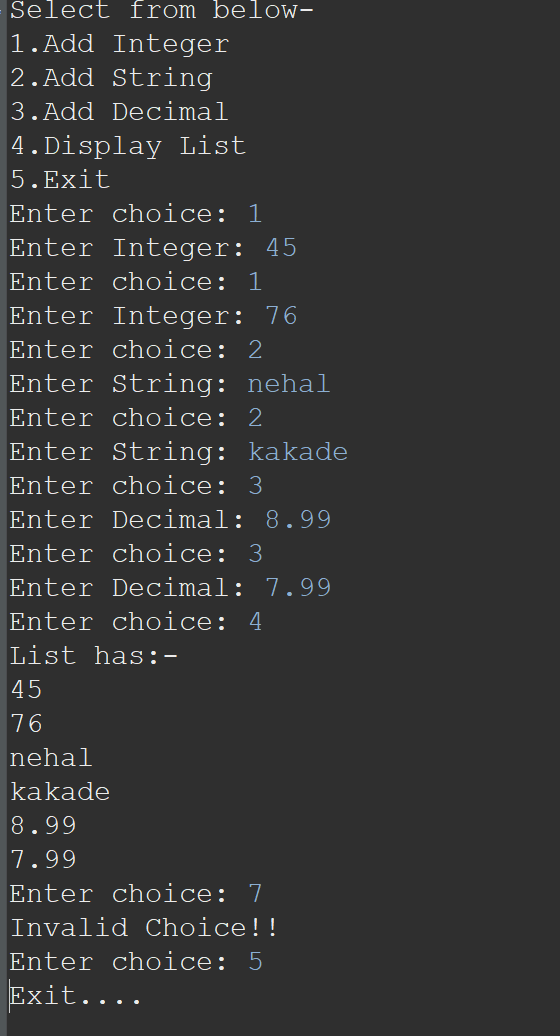 Select from below-
1.Add Integer
2.Add String
3.Add Decimal
4.Display List
5.Exit
Enter choice: 1
Enter Integer: 45
Enter choice: 1
Enter Integer: 76
Enter choice: 2
Enter String: nehal
Enter choice: 2
Enter String: kakade
Enter choice: 3
Enter Decimal: 8.99
Enter choice: 3
Enter Decimal: 7.99
Enter choice: 4
List has:-
45
76
nehal
kakade
8.99
7.99
Enter choice: 7
Invalid Choice!!
Enter choice: 5
Exit....